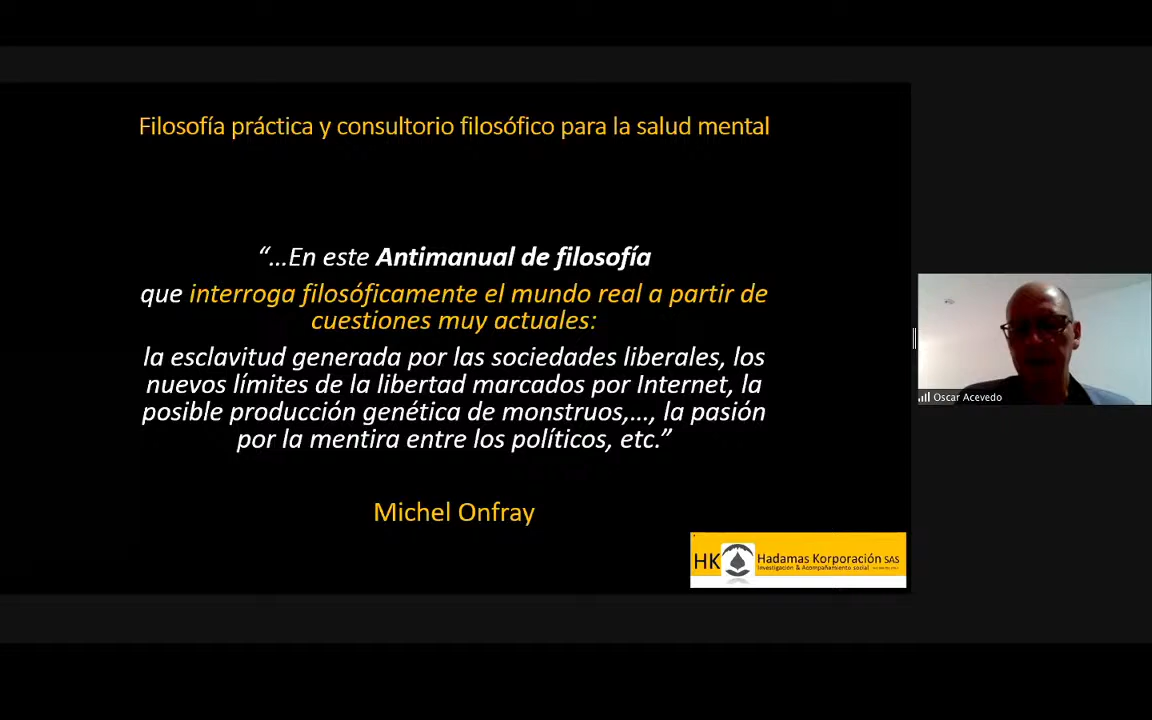 Filosofía práctica y consultorio filosófico para la salud mental
“...En este Antimanual de filosofía
que interroga filosóficamente el mundo real a partir de
cuestiones muy actuales:
la esclavitud generada por las sociedades liberales, los
nuevos límites de la libertad marcados por Internet, la
posible producción genética de monstruos,..., la pasión
por la mentira entre los políticos, etc.”
Michel Onfray
HK Hadamas Korporación SAS
Investigación & Acompañamiento social
Oscar Acevedo